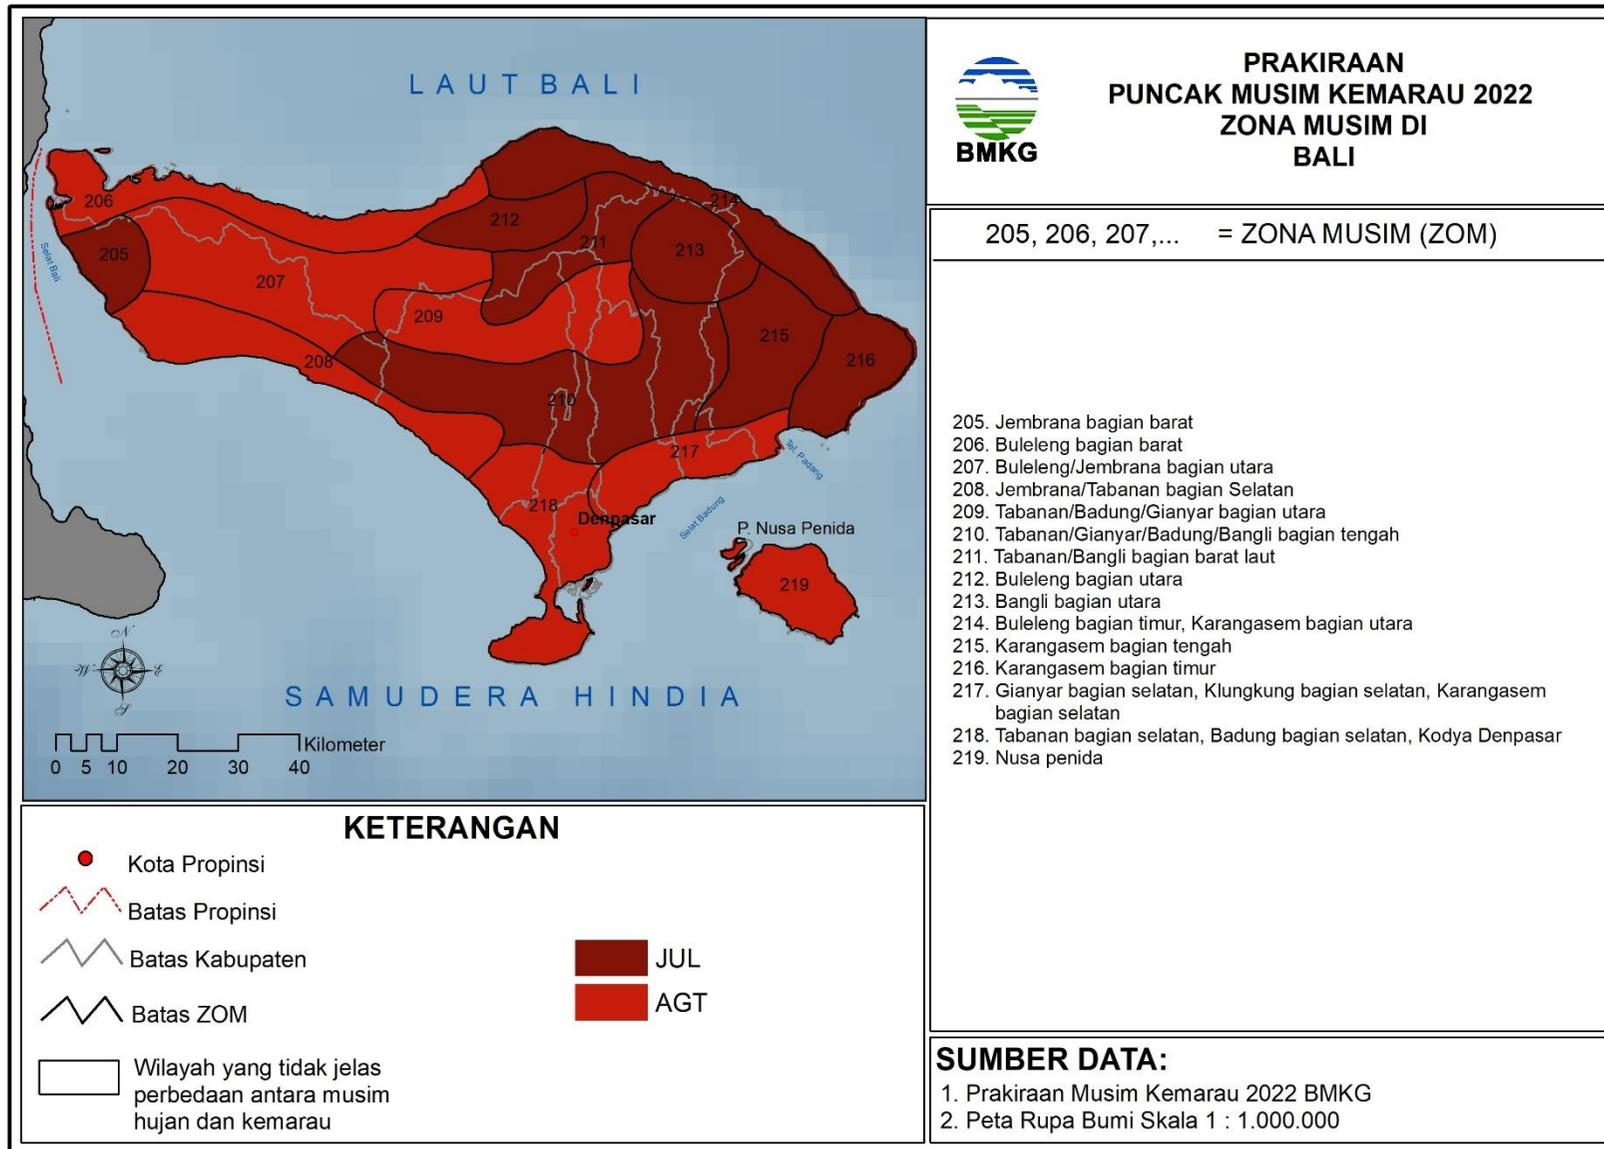 LAUT BALI
206
214
212
205
211
213
207
209
215
216
208
210
217
218
Denpasar
219
Selat Bali
Tel. Padang
Selat Badung
P. Nusa Penida
N
W
E
S
SAMUDERA HINDIA
Kilometer
0 5 10 20 30 40
BMKG
PRAKIRAAN
PUNCAK MUSIM KEMARAU 2022
ZONA MUSIM DI
BALI
205, 206, 207,... = ZONA MUSIM (ZOM)
205. Jembrana bagian barat
206. Buleleng bagian barat
207. Buleleng/Jembrana bagian utara
208. Jembrana/Tabanan bagian Selatan
209. Tabanan/Badung/Gianyar bagian utara
210. Tabanan/Gianyar/Badung/Bangli bagian tengah
211. Tabanan/Bangli bagian barat laut
212. Buleleng bagian utara
213. Bangli bagian utara
214. Buleleng bagian timur, Karangasem bagian utara
215. Karangasem bagian tengah
216. Karangasem bagian timur
217. Gianyar bagian selatan, Klungkung bagian selatan, Karangasem
bagian selatan
218. Tabanan bagian selatan, Badung bagian selatan, Kodya Denpasar
219. Nusa penida
KETERANGAN
Kota Propinsi
Batas Propinsi
Batas Kabupaten
Batas ZOM
Wilayah yang tidak jelas
perbedaan antara musim
hujan dan kemarau
JUL
AGT
SUMBER DATA:
1. Prakiraan Musim Kemarau 2022 BMKG
2. Peta Rupa Bumi Skala 1 : 1.000.000